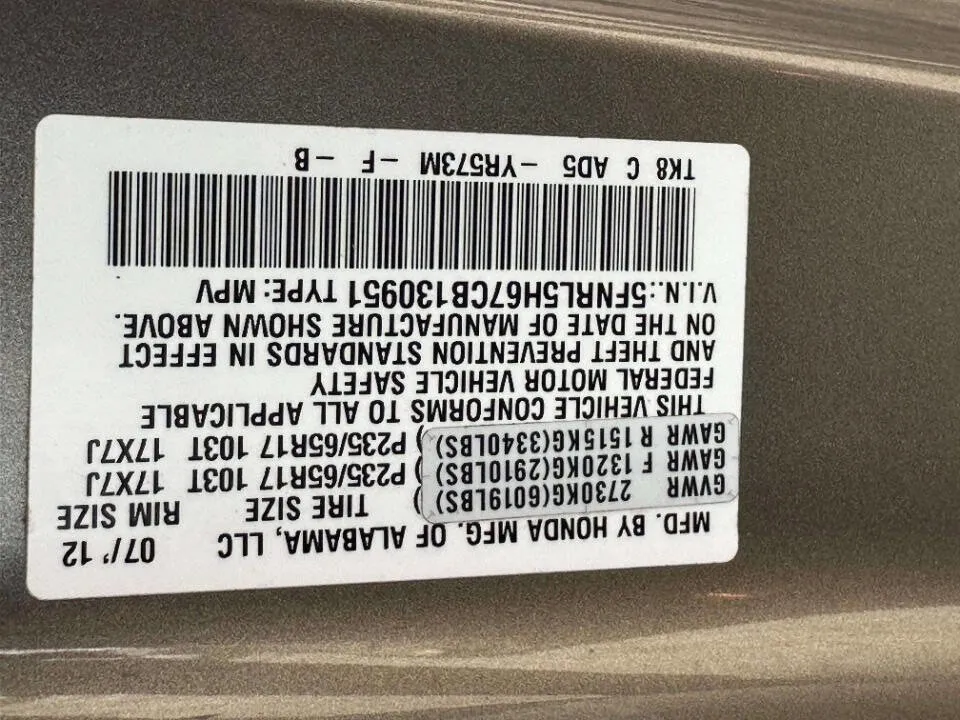 MFD. BY HONDA MFG. OF ALABAMA, LLC 07/'12
TIRE SIZE RIM SIZE
GVWR 2730KG(6019LBS)
GAWR F 1320KG(2910LBS) P235/65R17 103T 17X7J
GAWR R 1515KG(3340LBS) P235/65R17 103T 17X7J
THIS VEHICLE CONFORMS TO ALL APPLICABLE
FEDERAL MOTOR VEHICLE SAFETY
AND THEFT PREVENTION STANDARDS IN EFFECT
ON THE DATE OF MANUFACTURE SHOWN ABOVE.
V.I.N.:5FNRL5H67CB130951 TYPE: MPV
TK8 C AD5 -YR573M -F -B